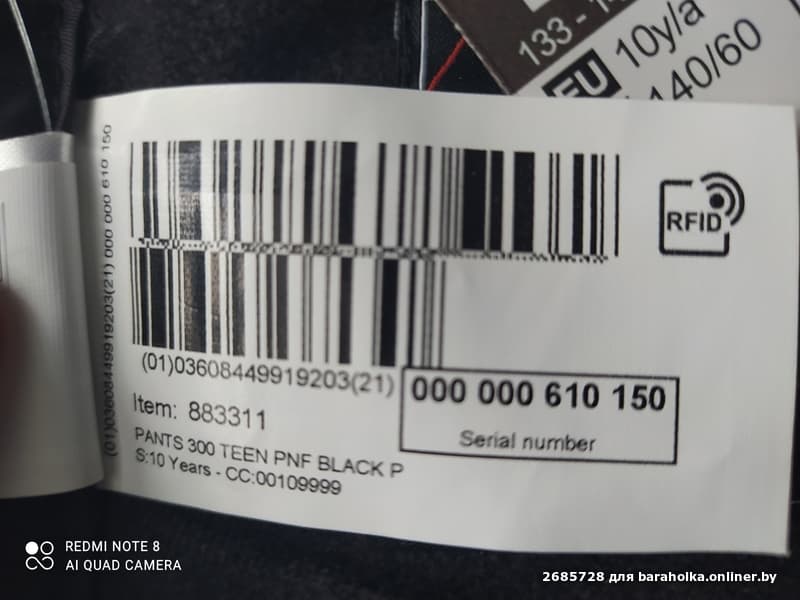 133 - 1
EU 10y/a
140/60
(01)03608449919203(21) 000 000 610 150
RFID
(01)03608449919203(21)
000 000 610 150
Serial number
Item: 883311
PANTS 300 TEEN PNF BLACK P
S:10 Years - CC:00109999
REDMI NOTE 8
AI QUAD CAMERA
2685728 для baraholka.onliner.by